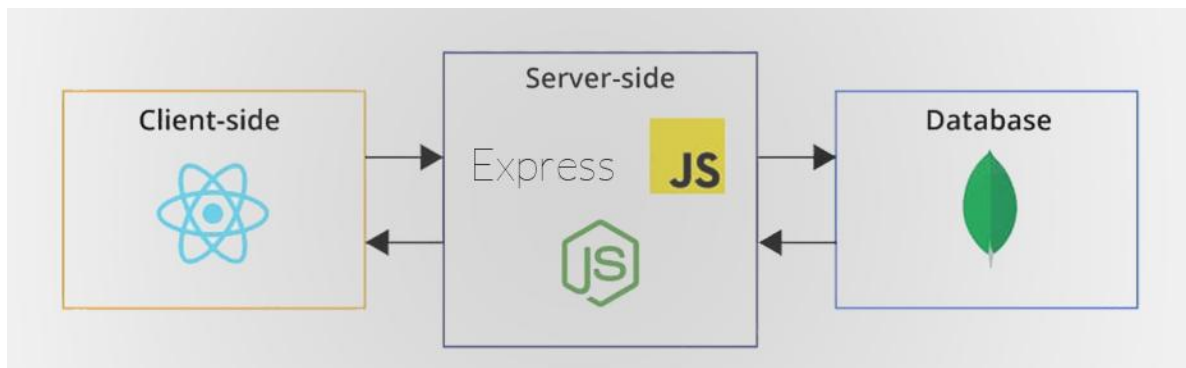 Client-side
Server-side
Express
JS
JS
Database